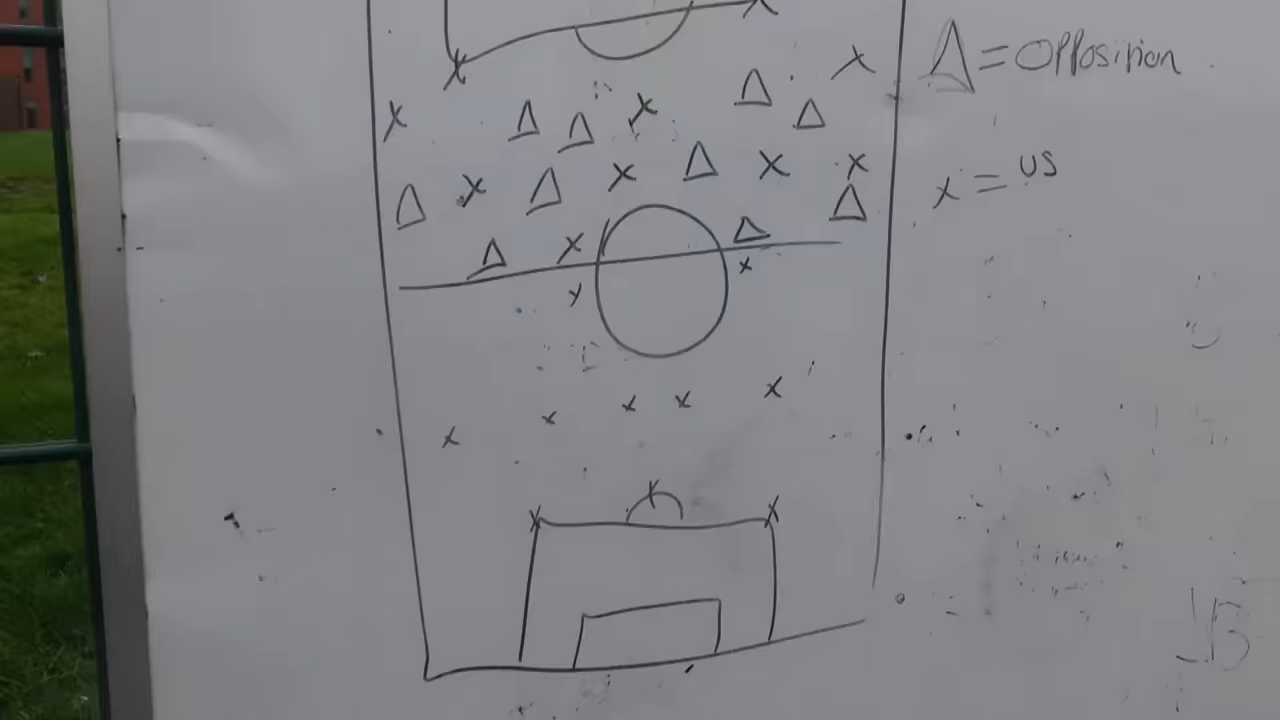 Δ = Opposition
x = us